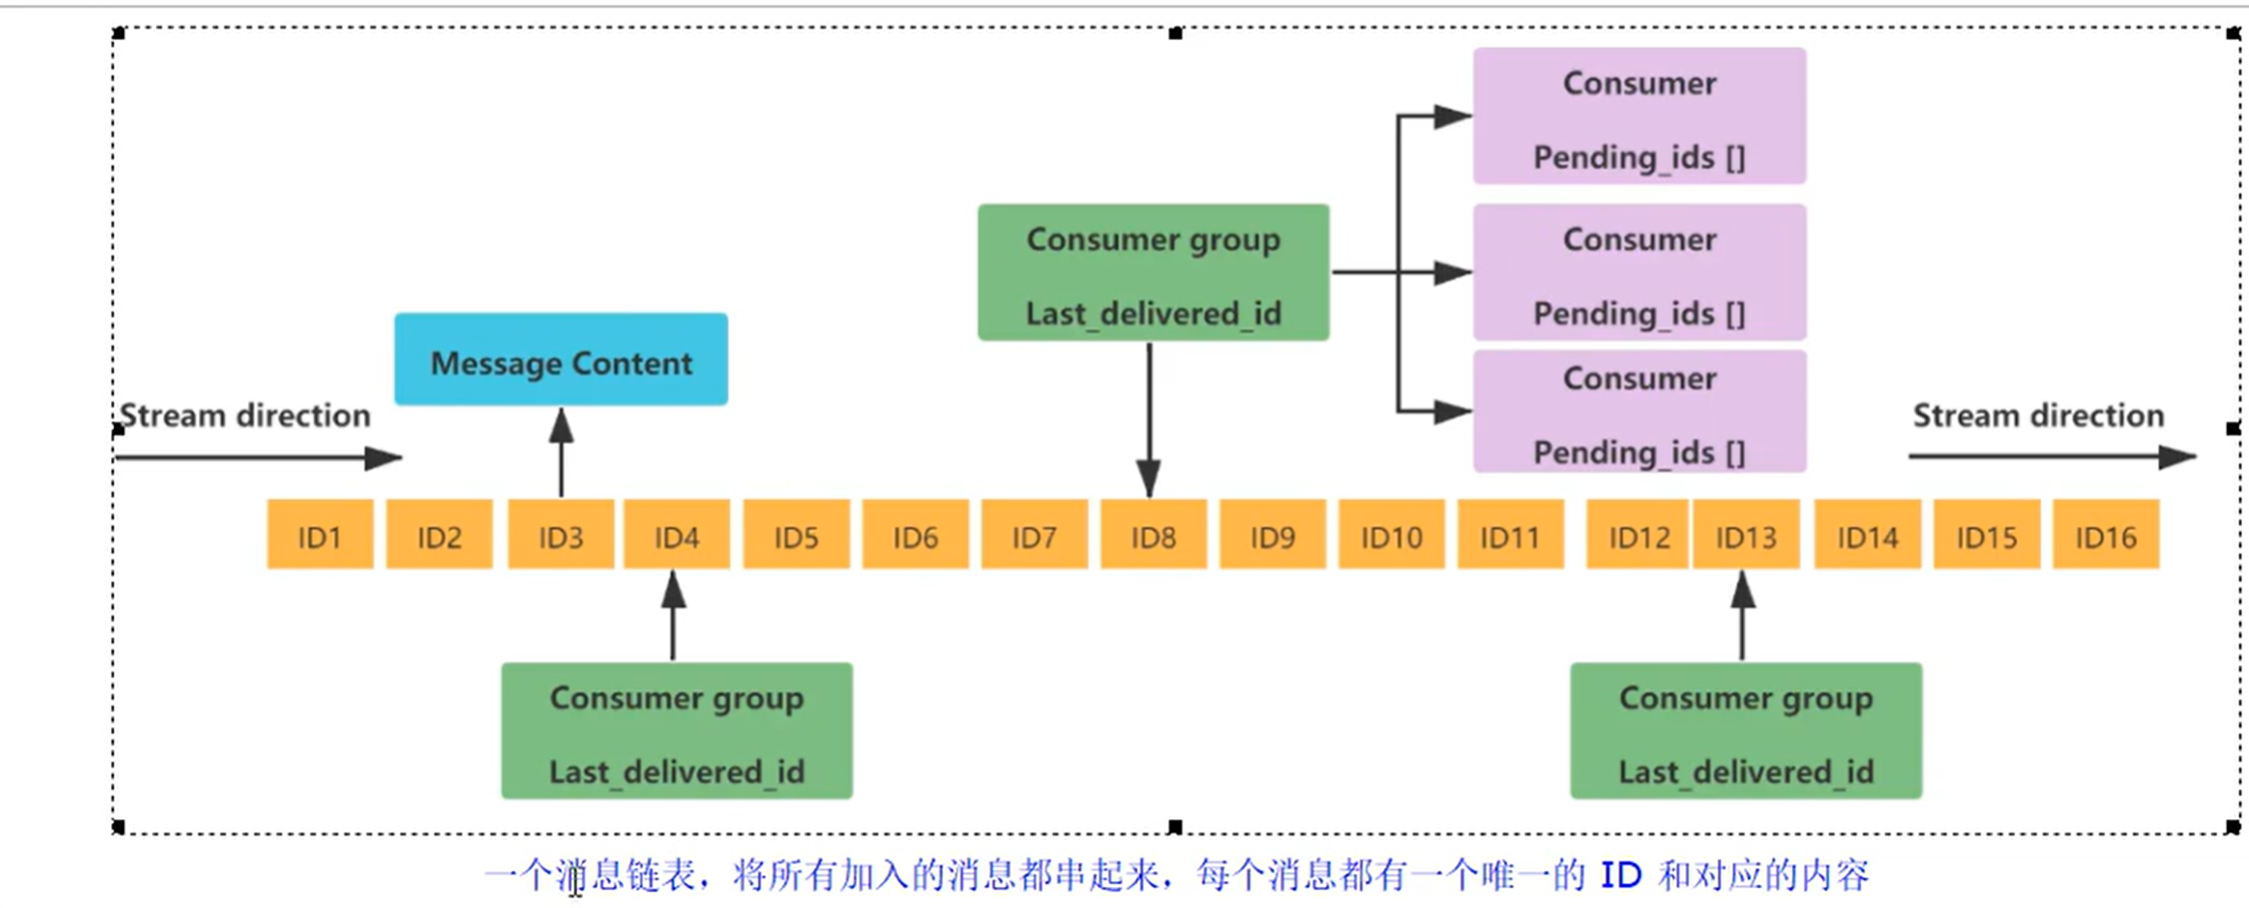 Consumer
Pending_ids []
Consumer group
Last_delivered_id
Consumer
Pending_ids []
Message Content
Consumer
Pending_ids []
Stream direction
Stream direction
ID1 ID2 ID3 ID4 ID5 ID6 ID7 ID8 ID9 ID10 ID11 ID12 ID13 ID14 ID15 ID16
Consumer group
Last_delivered_id
Consumer group
Last_delivered_id
一个消息链表，将所有加入的消息都串起来，每个消息都有一个唯一的 ID 和对应的内容